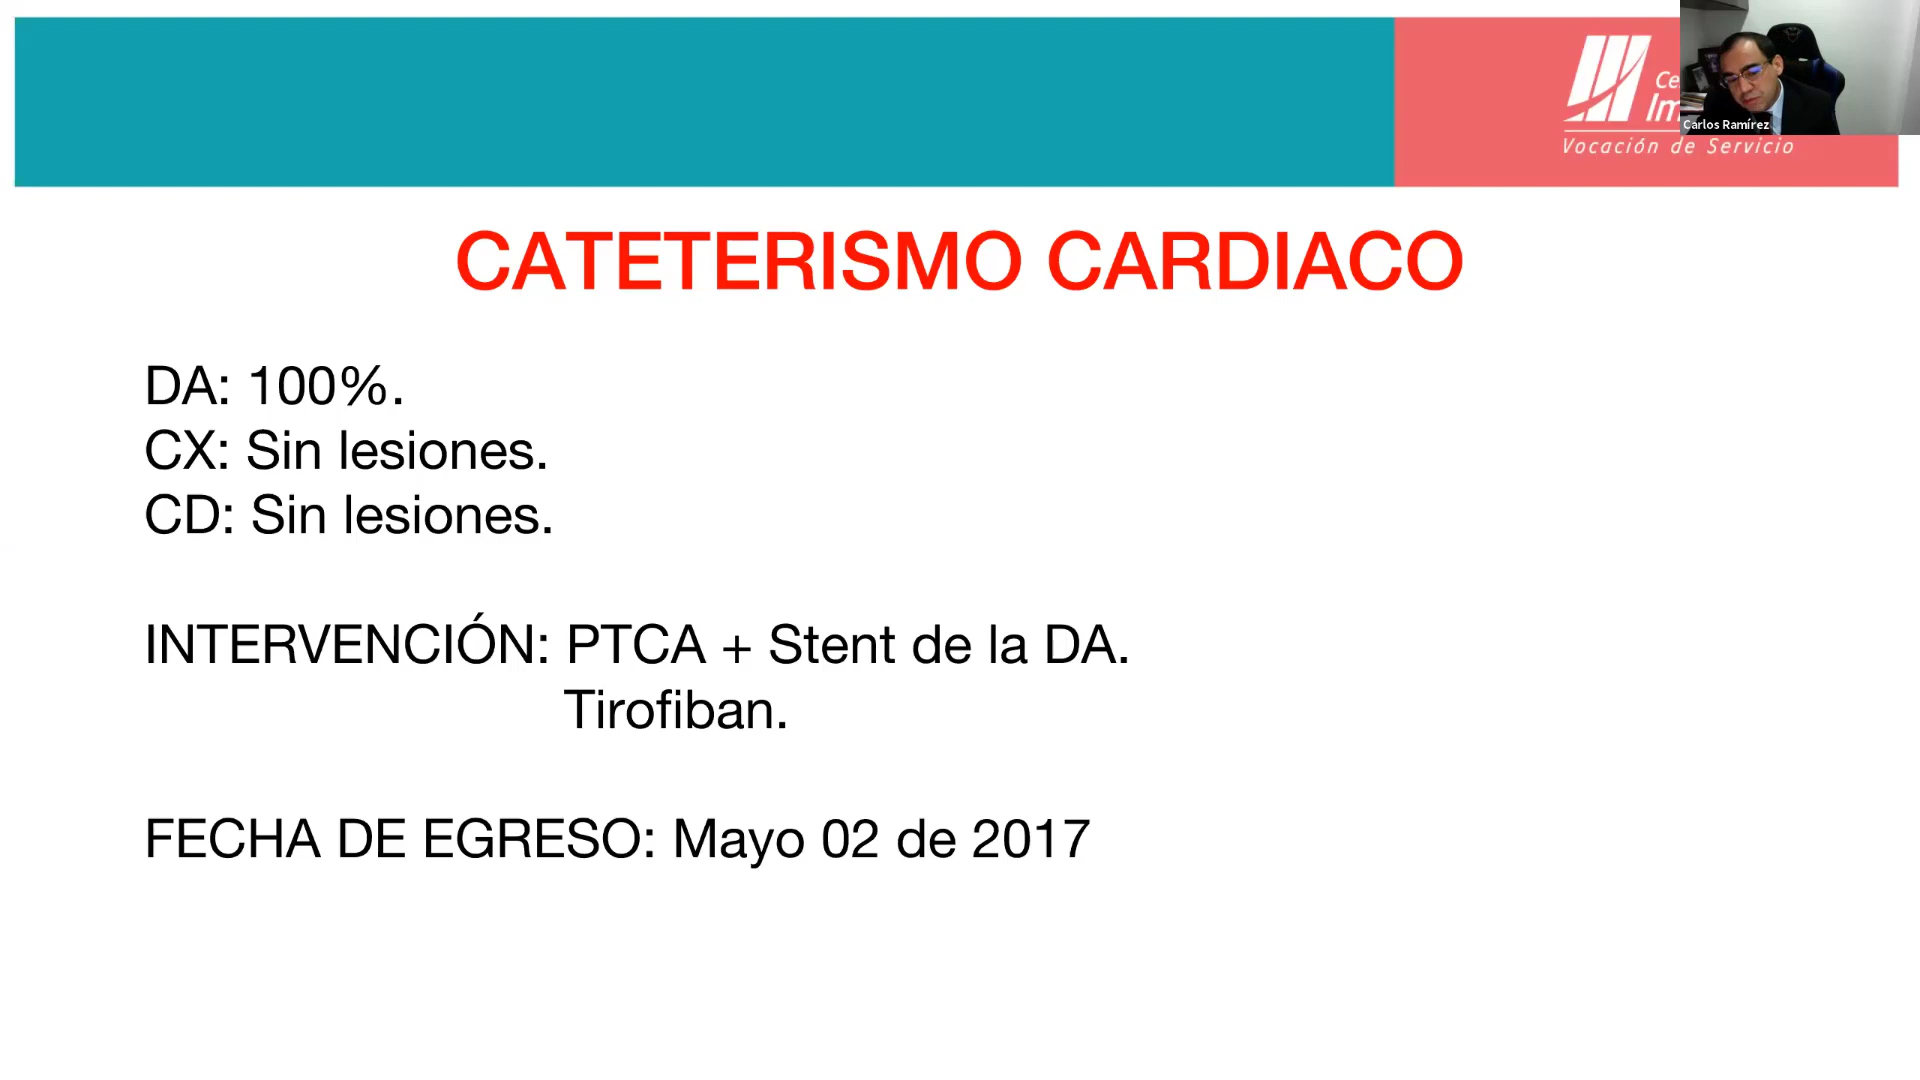 Carlos Ramírez
Vocación de Servicio
CATETERISMO CARDIACO
DA: 100%.
CX: Sin lesiones.
CD: Sin lesiones.
INTERVENCIÓN: PTCA + Stent de la DA.
Tirofiban.
FECHA DE EGRESO: Mayo 02 de 2017